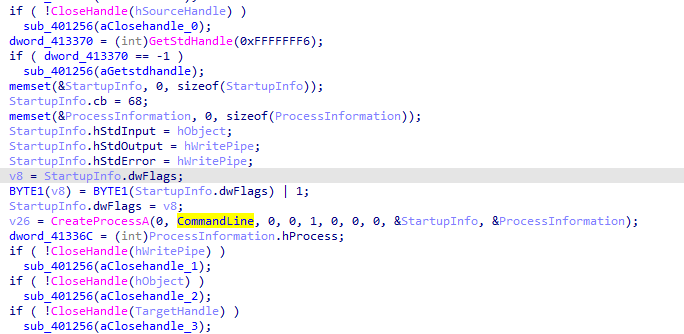 if ( !CloseHandle(hSourceHandle) )
sub_401256(aClosehandle_0);
dword_413370 = (int)GetStdHandle(0xFFFFFFF6);
if ( dword_413370 == -1 )
sub_401256(aGetstdhandle);
memset(&StartupInfo, 0, sizeof(StartupInfo));
StartupInfo.cb = 68;
memset(&ProcessInformation, 0, sizeof(ProcessInformation));
StartupInfo.hStdInput = hObject;
StartupInfo.hStdOutput = hWritePipe;
StartupInfo.hStdError = hWritePipe;
v8 = StartupInfo.dwFlags;
BYTE1(v8) = BYTE1(StartupInfo.dwFlags) | 1;
StartupInfo.dwFlags = v8;
v26 = CreateProcessA(0, CommandLine, 0, 0, 1, 0, 0, 0, &StartupInfo, &ProcessInformation);
dword_41336C = (int)ProcessInformation.hProcess;
if ( !CloseHandle(hWritePipe) )
sub_401256(aClosehandle_1);
if ( !CloseHandle(hObject) )
sub_401256(aClosehandle_2);
if ( !CloseHandle(TargetHandle) )
sub_401256(aClosehandle_3);